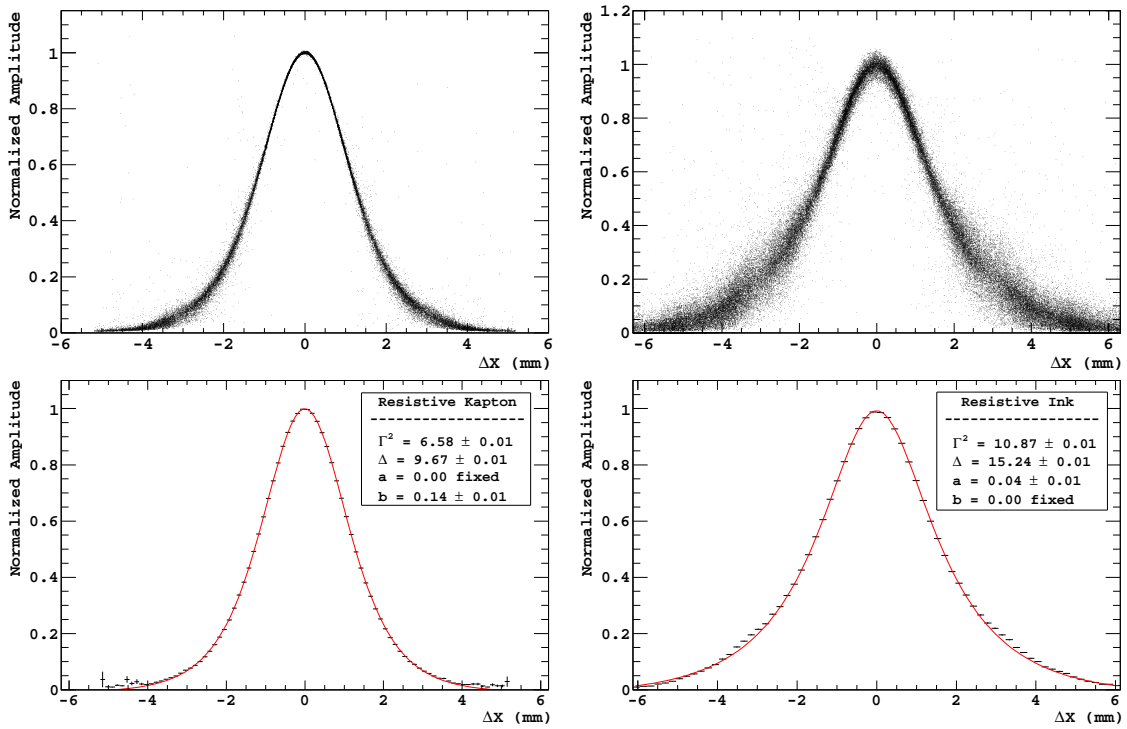 Normalized Amplitude
1
0.8
0.6
0.4
0.2
0
-6 -4 -2 0 2 4 6
ΔX (mm)
Normalized Amplitude
1.2
1
0.8
0.6
0.4
0.2
0
-6 -4 -2 0 2 4 6
ΔX (mm)
Normalized Amplitude
1
0.8
0.6
0.4
0.2
0
-6 -4 -2 0 2 4 6
ΔX (mm)
Resistive Kapton
--------------------
Γ² = 6.58 ± 0.01
Δ = 9.67 ± 0.01
a = 0.00 fixed
b = 0.14 ± 0.01
Normalized Amplitude
1
0.8
0.6
0.4
0.2
0
-6 -4 -2 0 2 4 6
ΔX (mm)
Resistive Ink
--------------------
Γ² = 10.87 ± 0.01
Δ = 15.24 ± 0.01
a = 0.04 ± 0.01
b = 0.00 fixed